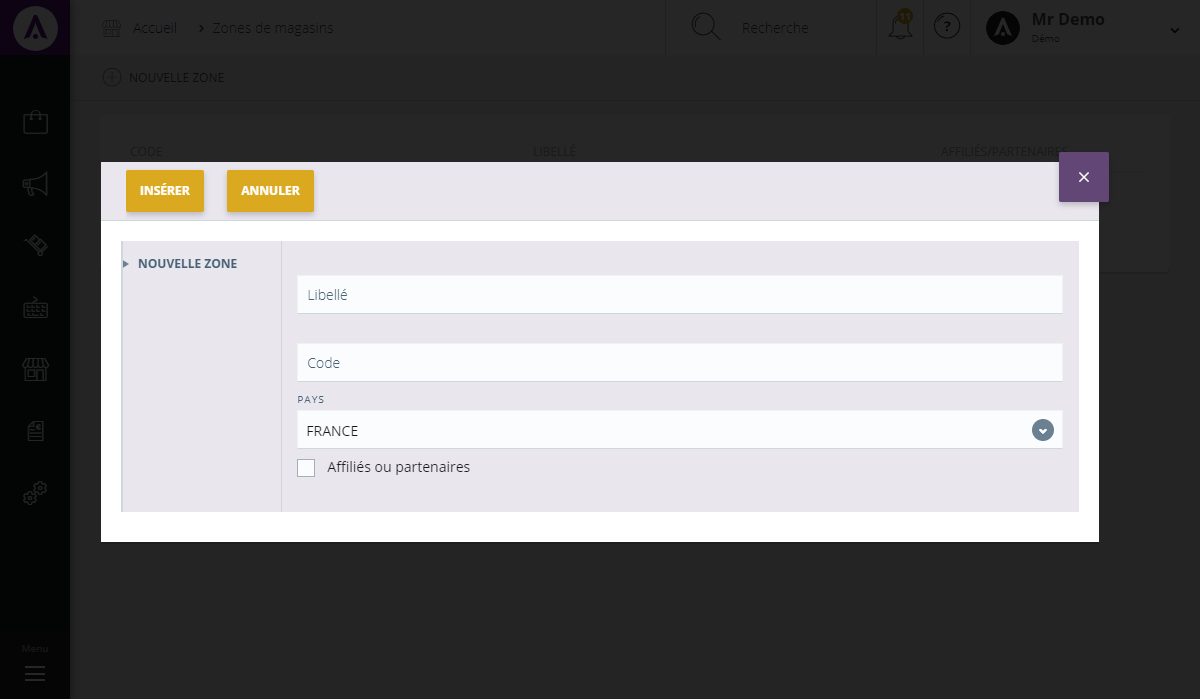 Accueil
Zones de magasins
Recherche
11
?
Mr Demo
Démo
NOUVELLE ZONE
CODE
LIBELLÉ
AFFILIÉS/PARTENAIRES
INSÉRER
ANNULER
NOUVELLE ZONE
Libellé
Code
PAYS
FRANCE
Affiliés ou partenaires
Menu